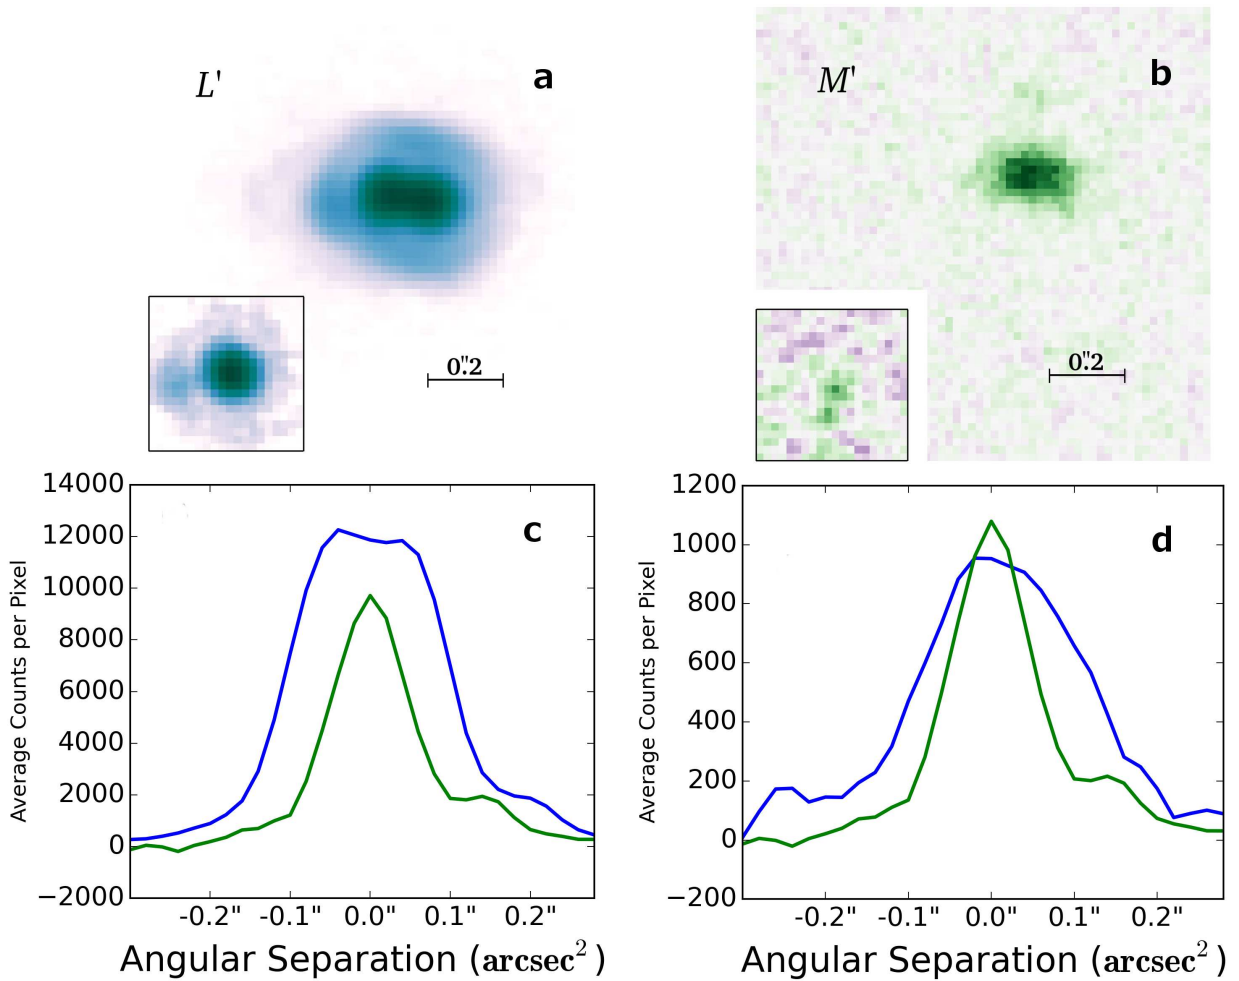 L' a
M' b
0".2
0".2
c
14000
12000
10000
8000
6000
4000
2000
0
−2000
Average Counts per Pixel
-0.2" -0.1" 0.0" 0.1" 0.2"
Angular Separation (arcsec²)
d
1200
1000
800
600
400
200
0
−200
Average Counts per Pixel
-0.2" -0.1" 0.0" 0.1" 0.2"
Angular Separation (arcsec²)